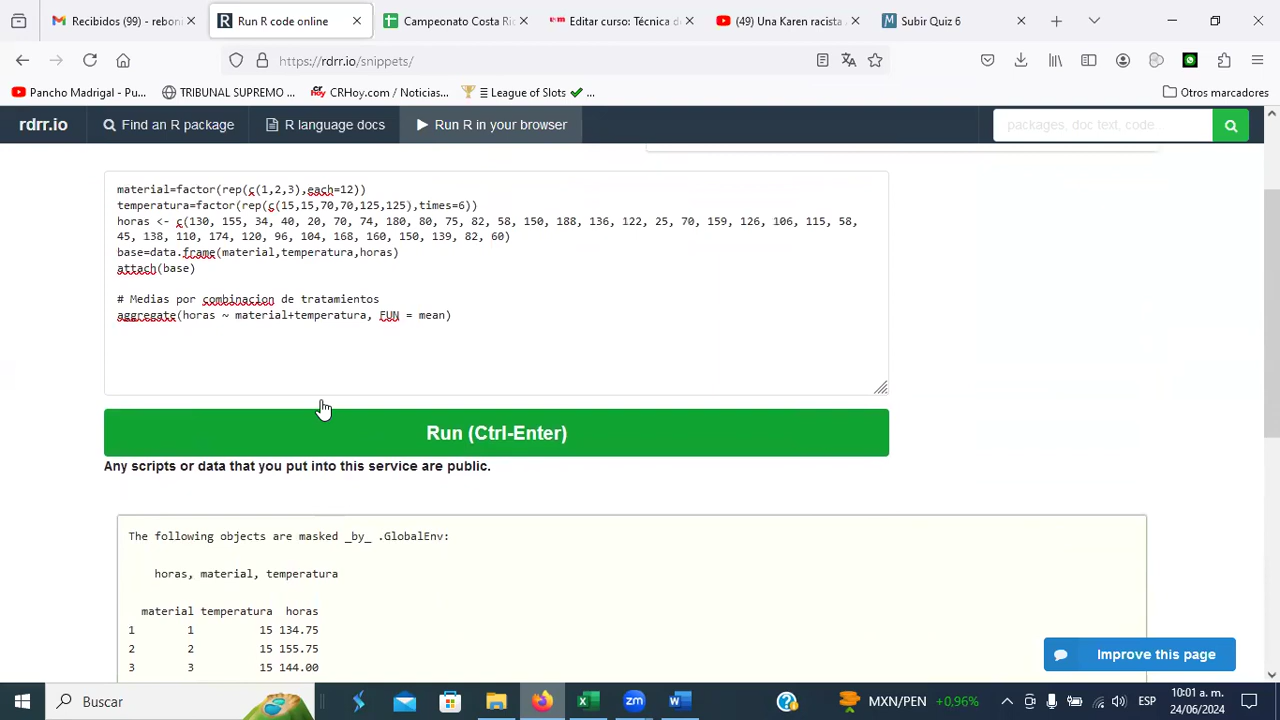 Recibidos (99) - rebon
Run R code online
Campeonato Costa Ric
Editar curso: Técnica de
(49) Una Karen racista
Subir Quiz 6
https://rdrr.io/snippets/
Pancho Madrigal - Pu...
TRIBUNAL SUPREMO ...
CRHoy.com / Noticias...
☰ League of Slots ✔ ...
Otros marcadores
rdrr.io
Find an R package
R language docs
Run R in your browser
packages, doc text, code...
material=factor(rep(c(1,2,3),each=12))
temperatura=factor(rep(c(15,15,70,70,125,125),times=6))
horas <- c(130, 155, 34, 40, 20, 70, 74, 180, 80, 75, 82, 58, 150, 188, 136, 122, 25, 70, 159, 126, 106, 115, 58,
45, 138, 110, 174, 120, 96, 104, 168, 160, 150, 139, 82, 60)
base=data.frame(material,temperatura,horas)
attach(base)
# Medias por combinacion de tratamientos
aggregate(horas ~ material+temperatura, FUN = mean)
Run (Ctrl-Enter)
Any scripts or data that you put into this service are public.
The following objects are masked _by_ .GlobalEnv:
horas, material, temperatura
material temperatura horas
1 1 15 134.75
2 2 15 155.75
3 3 15 144.00
Improve this page
Buscar
MXN/PEN +0,96%
ESP
10:01 a. m.
24/06/2024